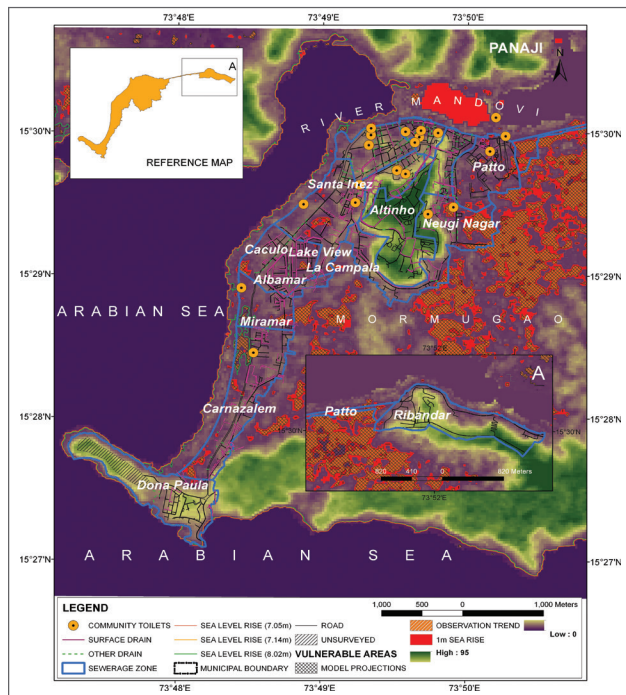 73°48'E 73°49'E 73°50'E
PANAJI
N
A
REFERENCE MAP
RIVER MANDOVI
15°30'N 15°30'N
Patto
Santa Inez
Altinho
Neugi Nagar
Caculo Lake View
La Campala
Albamar
15°29'N 15°29'N
ARABIAN SEA
MORMUGAO
Miramar
73°52'E
A
Carnazalem
Patto Ribandar
15°28'N 15°28'N
15°30'N 15°30'N
820 410 0 820 Meters
73°52'E
Dona Paula
15°27'N 15°27'N
ARABIAN SEA
LEGEND
1,000 500 0 1,000 Meters
COMMUNITY TOILETS SEA LEVEL RISE (7.05m) ROAD OBSERVATION TREND Low : 0
SURFACE DRAIN SEA LEVEL RISE (7.14m) UNSURVEYED 1m SEA RISE
OTHER DRAIN SEA LEVEL RISE (8.02m) VULNERABLE AREAS High : 95
SEWERAGE ZONE MUNICIPAL BOUNDARY MODEL PROJECTIONS
73°48'E 73°49'E 73°50'E